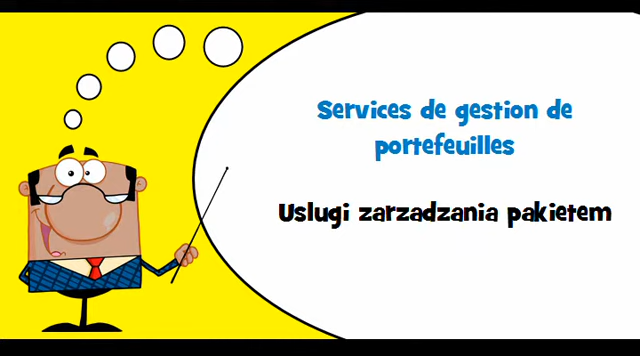 Services de gestion de
portefeuilles
Uslugi zarzadzania pakietem